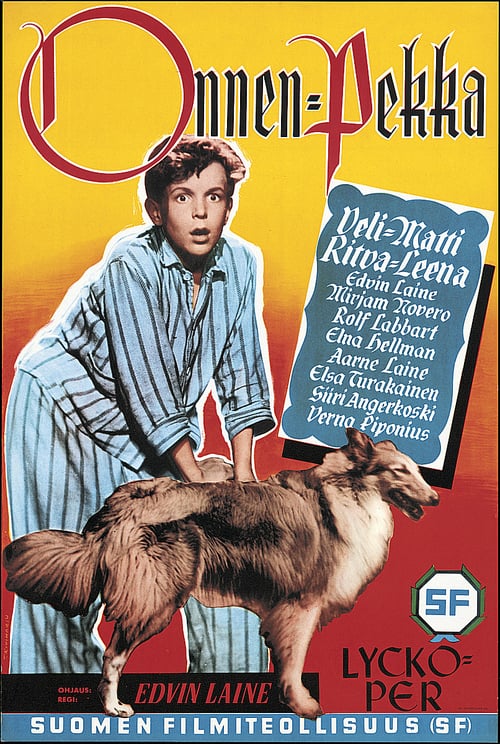 Onnen=Pekka
Veli=Matti
Ritva=Leena
Edvin Laine
Mirjam Novero
Rolf Labbart
Elna Hellman
Aarne Laine
Elsa Turakainen
Siiri Angerkoski
Verna Piponius
SF
LYCKO=
PER
OHJAUS:
REGI:
EDVIN LAINE
SUOMEN FILMITEOLLISUUS (SF)